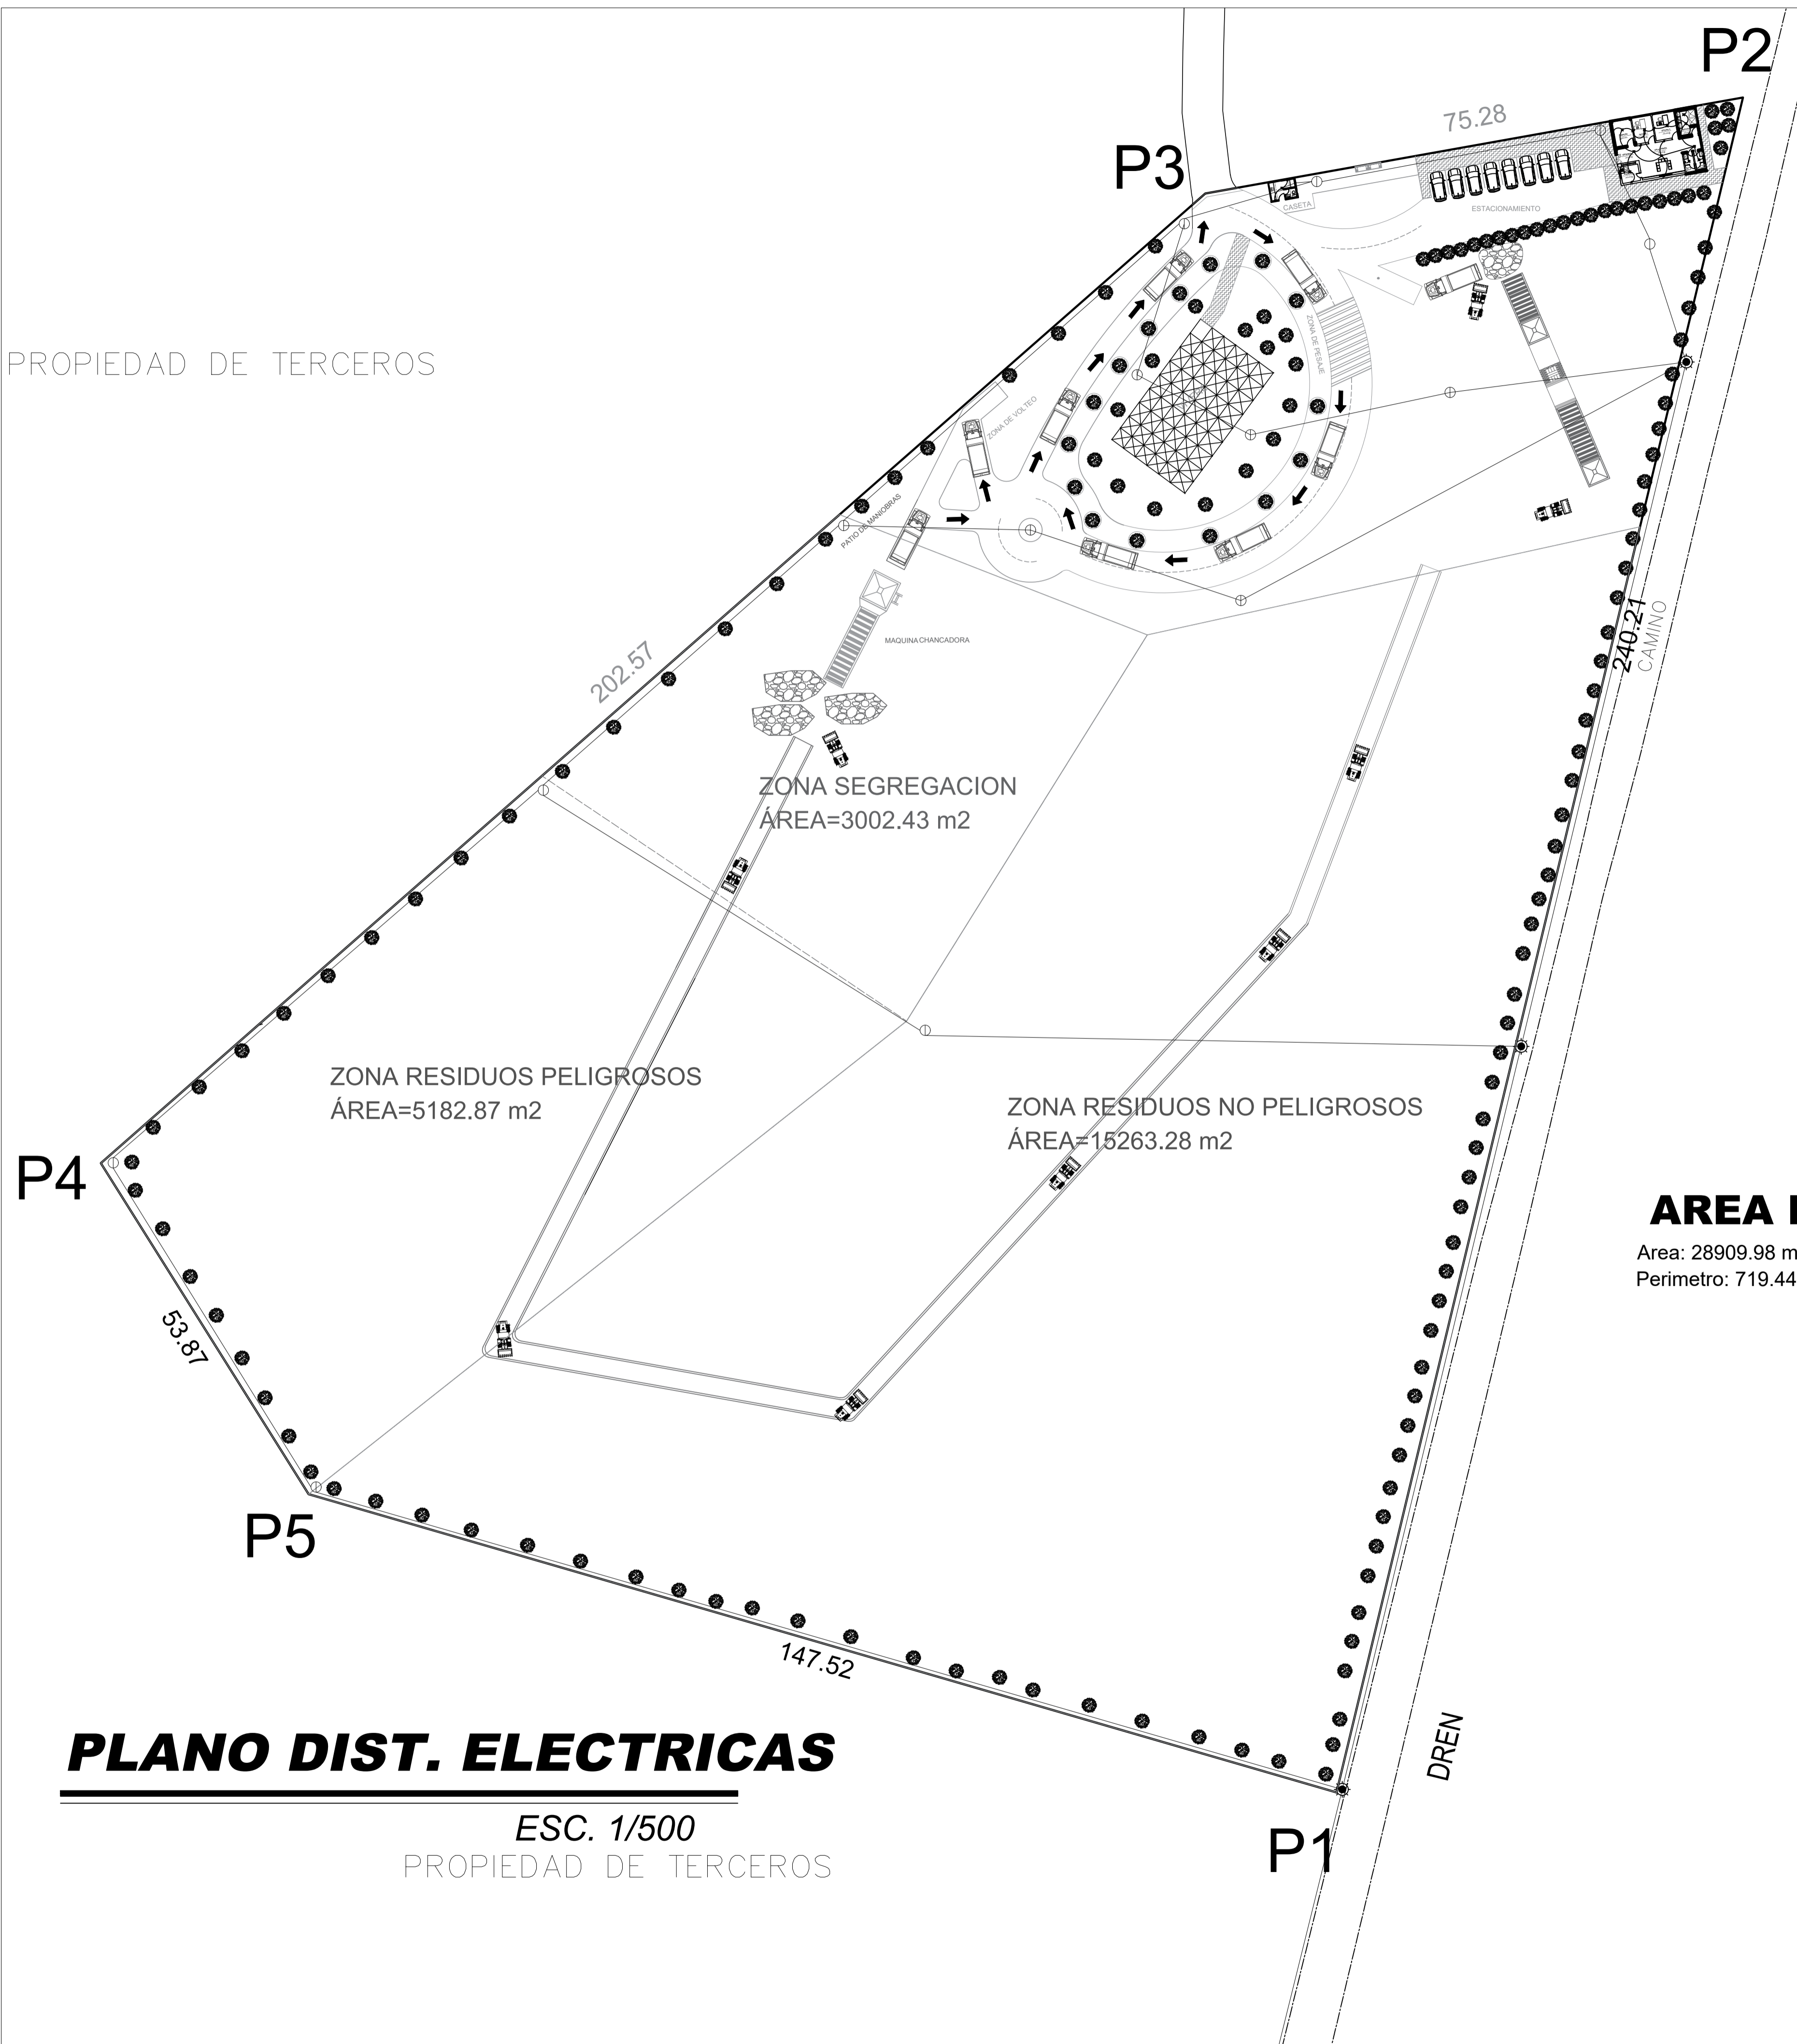 P2
75.28
P3
CASETA
ESTACIONAMIENTO
PROPIEDAD DE TERCEROS
ZONA DE PESAJE
ZONA DE VOLTEO
PATIO DE MANIOBRAS
MAQUINA CHANCADORA
240.21
CAMINO
202.57
ZONA SEGREGACION
ÁREA=3002.43 m2
ZONA RESIDUOS PELIGROSOS
ÁREA=5182.87 m2
ZONA RESIDUOS NO PELIGROSOS
ÁREA=15263.28 m2
P4
AREA
Area: 28909.98 m
Perimetro: 719.44
53.87
P5
147.52
PLANO DIST. ELECTRICAS
ESC. 1/500
PROPIEDAD DE TERCEROS
DREN
P1